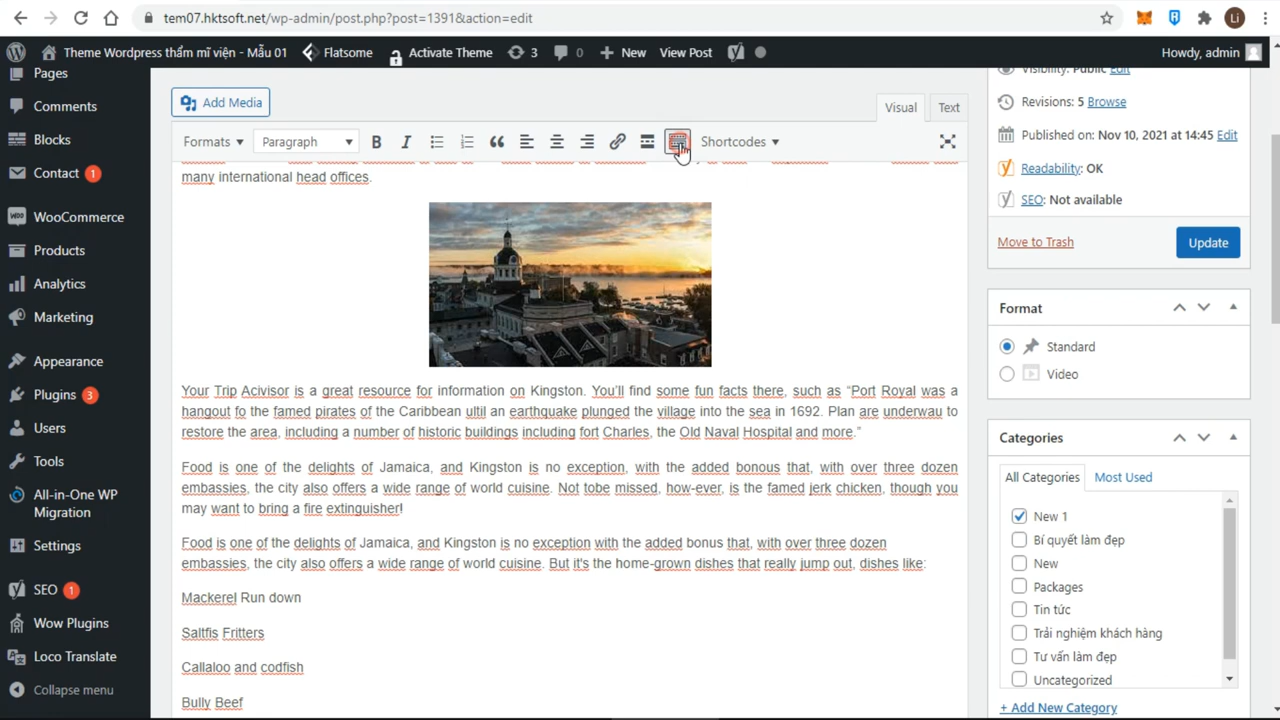 tem07.hktsoft.net/wp-admin/post.php?post=1391&action=edit
Li
Theme Wordpress thẩm mĩ viện - Mẫu 01
Flatsome
Activate Theme
3
0
New
View Post
Howdy, admin
Pages
Comments
Blocks
Contact 1
WooCommerce
Products
Analytics
Marketing
Appearance
Plugins 3
Users
Tools
All-in-One WP
Migration
Settings
SEO 1
Wow Plugins
Loco Translate
Collapse menu
Add Media
Visual
Text
Formats
Paragraph
B
I
Shortcodes
many international head offices.
Your Trip Acivisor is a great resource for information on Kingston. You’ll find some fun facts there, such as “Port Royal was a
hangout fo the famed pirates of the Caribbean ultil an earthquake plunged the village into the sea in 1692. Plan are underwau to
restore the area, including a number of historic buildings including fort Charles, the Old Naval Hospital and more.”
Food is one of the delights of Jamaica, and Kingston is no exception, with the added bonous that, with over three dozen
embassies, the city also offers a wide range of world cuisine. Not tobe missed, how-ever, is the famed jerk chicken, though you
may want to bring a fire extinguisher!
Food is one of the delights of Jamaica, and Kingston is no exception with the added bonus that, with over three dozen
embassies, the city also offers a wide range of world cuisine. But it's the home-grown dishes that really jump out, dishes like:
Mackerel Run down
Saltfis Fritters
Callaloo and codfish
Bully Beef
Visibility: Public Edit
Revisions: 5 Browse
Published on: Nov 10, 2021 at 14:45 Edit
Readability: OK
SEO: Not available
Move to Trash
Update
Format
Standard
Video
Categories
All Categories
Most Used
New 1
Bí quyết làm đẹp
New
Packages
Tin tức
Trải nghiệm khách hàng
Tư vấn làm đẹp
Uncategorized
+ Add New Category